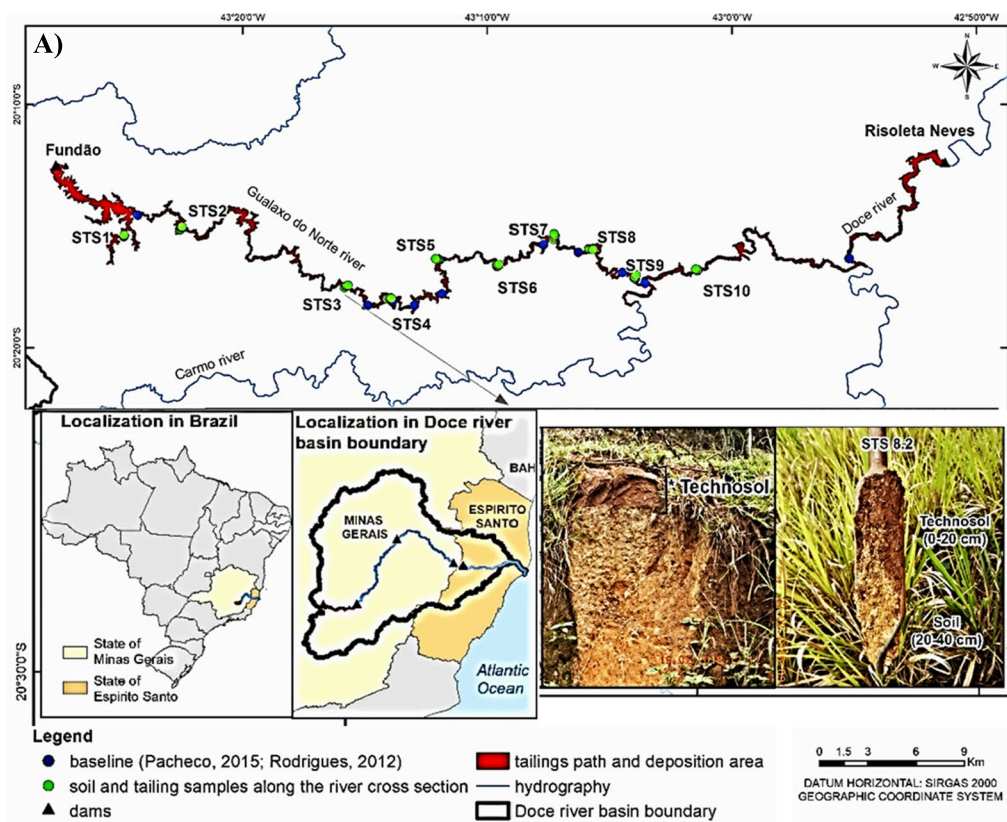 A)
43°20'0"W
43°10'0"W
43°0'0"W
42°50'0"W
20°10'0"S
20°20'0"S
20°30'0"S
N
W
E
S
Fundão
Risoleta Neves
STS1
STS2
Gualaxo do Norte river
STS3
STS4
STS5
STS6
STS7
STS8
STS9
STS10
Doce river
Carmo river
Localization in Brazil
State of
Minas Gerais
State of
Espirito Santo
Localization in Doce river
basin boundary
BAH
MINAS
GERAIS
ESPIRITO
SANTO
Atlantic
Ocean
* Technosol
STS 8.2
Technosol
(0-20 cm)
Soil
(20-40 cm)
Legend
baseline (Pacheco, 2015; Rodrigues, 2012)
soil and tailing samples along the river cross section
dams
tailings path and deposition area
hydrography
Doce river basin boundary
0 1.5 3 6 9
Km
DATUM HORIZONTAL: SIRGAS 2000
GEOGRAPHIC COORDINATE SYSTEM